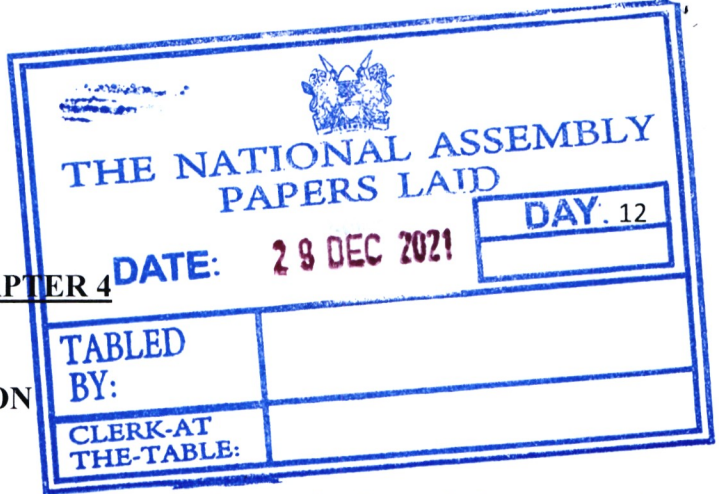 THE NATIONAL ASSEMBLY
PAPERS LAID
DATE: 29 DEC 2021 DAY. 12
PTER 4
TABLED
BY:
ON
CLERK-AT
THE-TABLE: